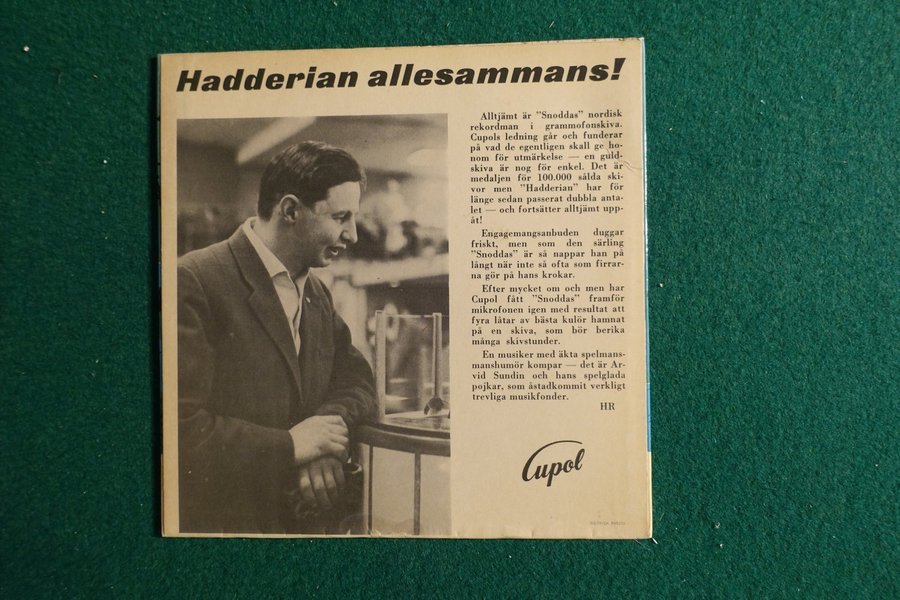 Hadderian allesammans!
Alltjämt är "Snoddas" nordisk
rekordman i grammofonskiva.
Cupols ledning går och funderar
på vad de egentligen skall ge ho-
nom för utmärkelse — en guld-
skiva är nog för enkel. Det är
medaljen för 100.000 sålda ski-
vor men "Hadderian" har för
länge sedan passerat dubbla anta-
let — och fortsätter alltjämt upp-
åt!
Engagemangsanbuden duggar
friskt, men som den särling
"Snoddas" är så nappar han på
långt när inte så ofta som firrar-
na gör på hans krokar.
Efter mycket om och men har
Cupol fått "Snoddas" framför
mikrofonen igen med resultat att
fyra låtar av bästa kulör hamnat
på en skiva, som bör berika
många skivstunder.
En musiker med äkta spelmans-
manshumör kompar — det är Ar-
vid Sundin och hans spelglada
pojkar, som åstadkommit verkligt
trevliga musikfonder.
HR
Cupol